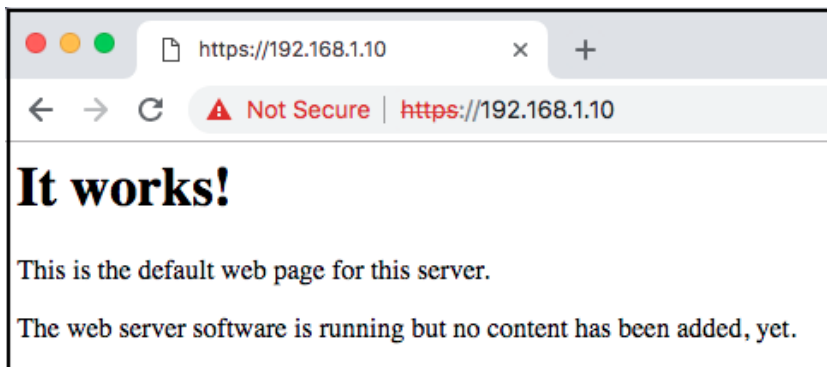 https://192.168.1.10
Not Secure | https://192.168.1.10
It works!
This is the default web page for this server.
The web server software is running but no content has been added, yet.